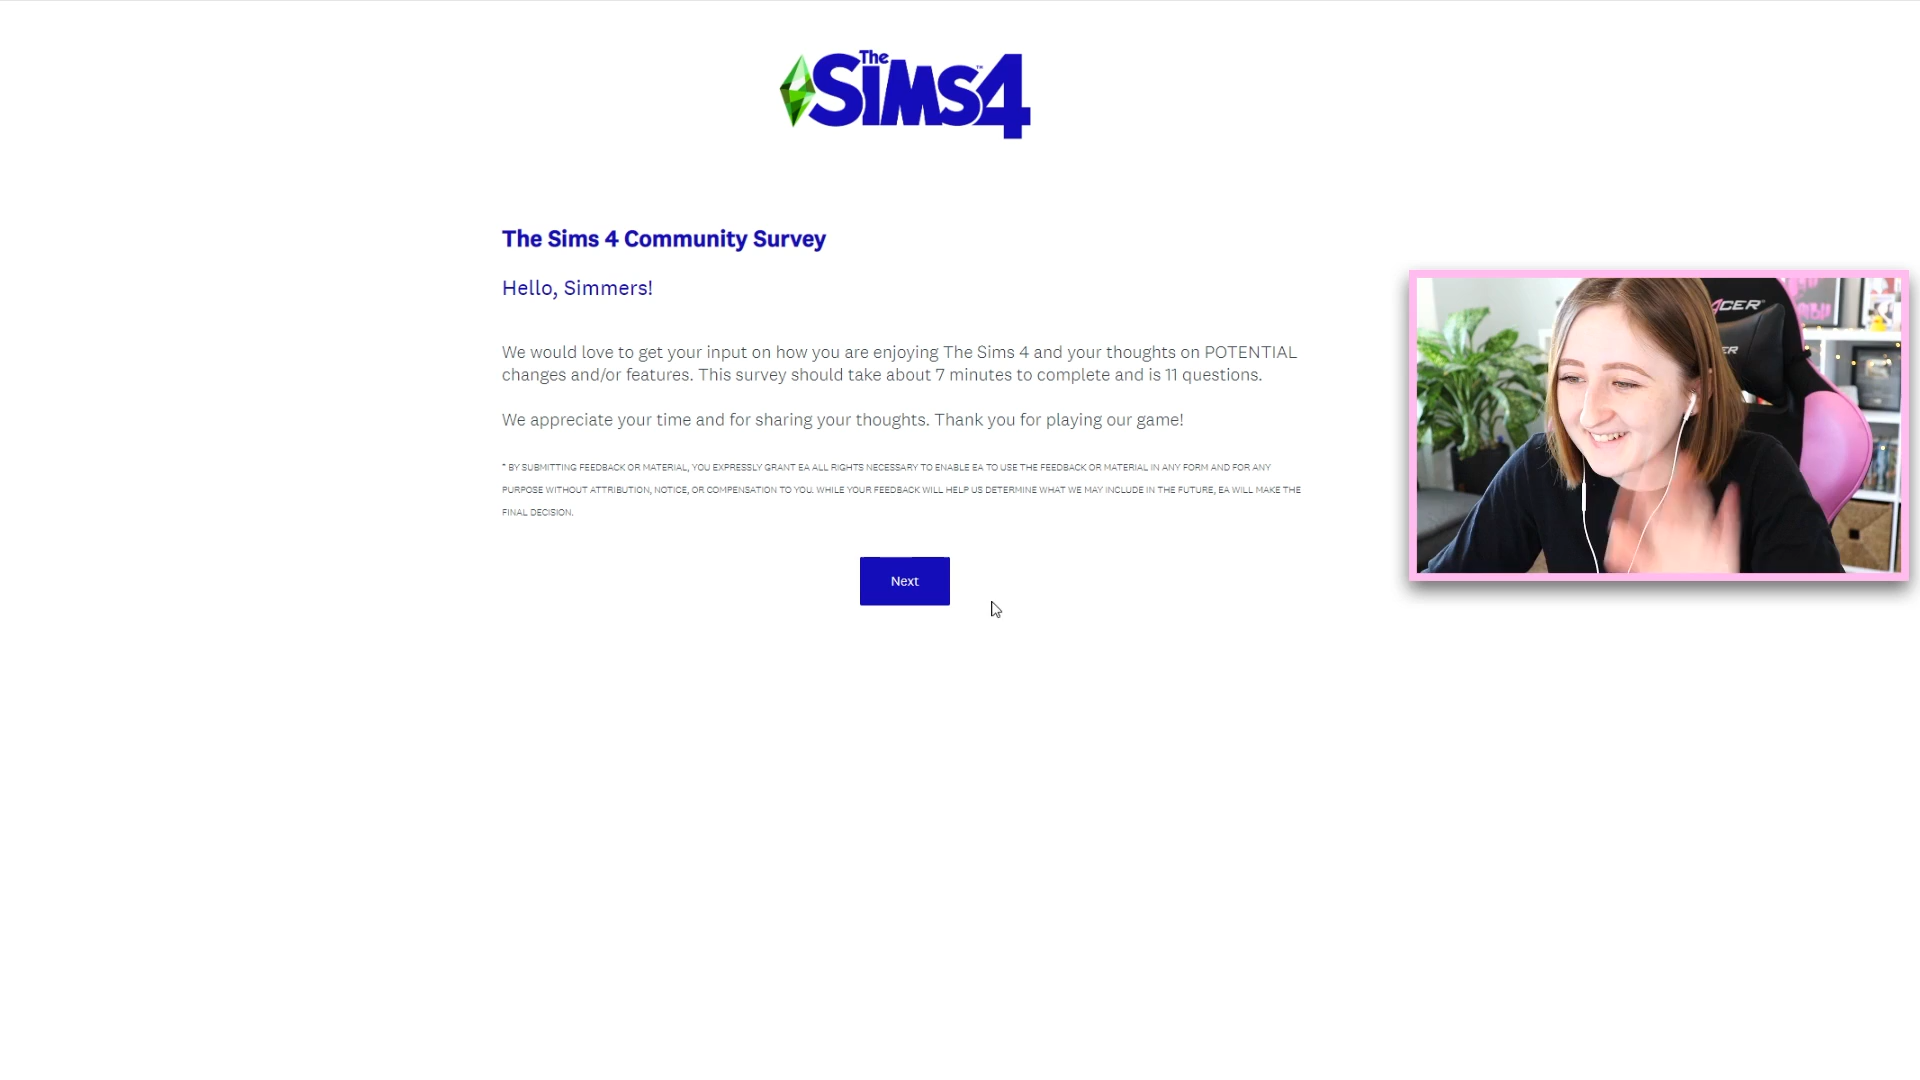 The Sims 4
The Sims 4 Community Survey
Hello, Simmers!
We would love to get your input on how you are enjoying The Sims 4 and your thoughts on POTENTIAL
changes and/or features. This survey should take about 7 minutes to complete and is 11 questions.
We appreciate your time and for sharing your thoughts. Thank you for playing our game!
* BY SUBMITTING FEEDBACK OR MATERIAL, YOU EXPRESSLY GRANT EA ALL RIGHTS NECESSARY TO ENABLE EA TO USE THE FEEDBACK OR MATERIAL IN ANY FORM AND FOR ANY
PURPOSE WITHOUT ATTRIBUTION, NOTICE, OR COMPENSATION TO YOU. WHILE YOUR FEEDBACK WILL HELP US DETERMINE WHAT WE MAY INCLUDE IN THE FUTURE, EA WILL MAKE THE
FINAL DECISION.
Next